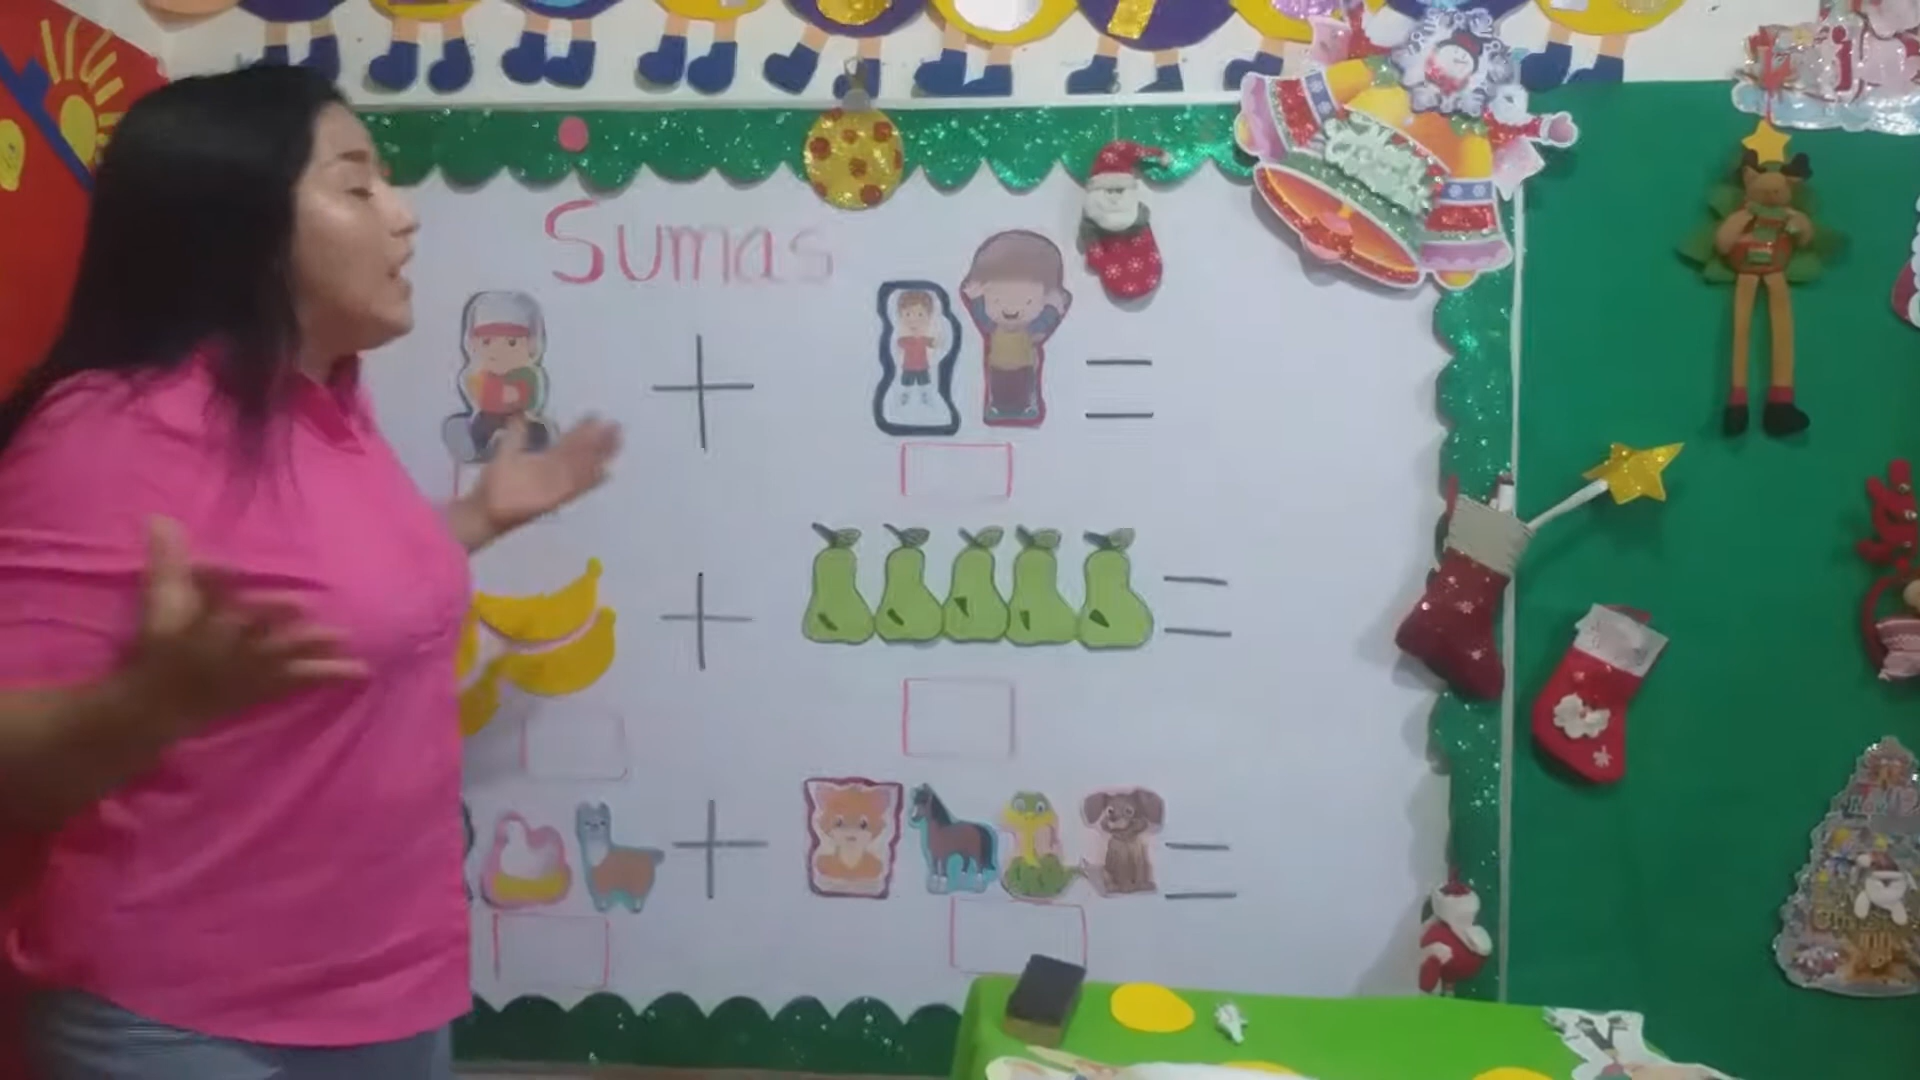 Sumas
+ =
+ =
+ =